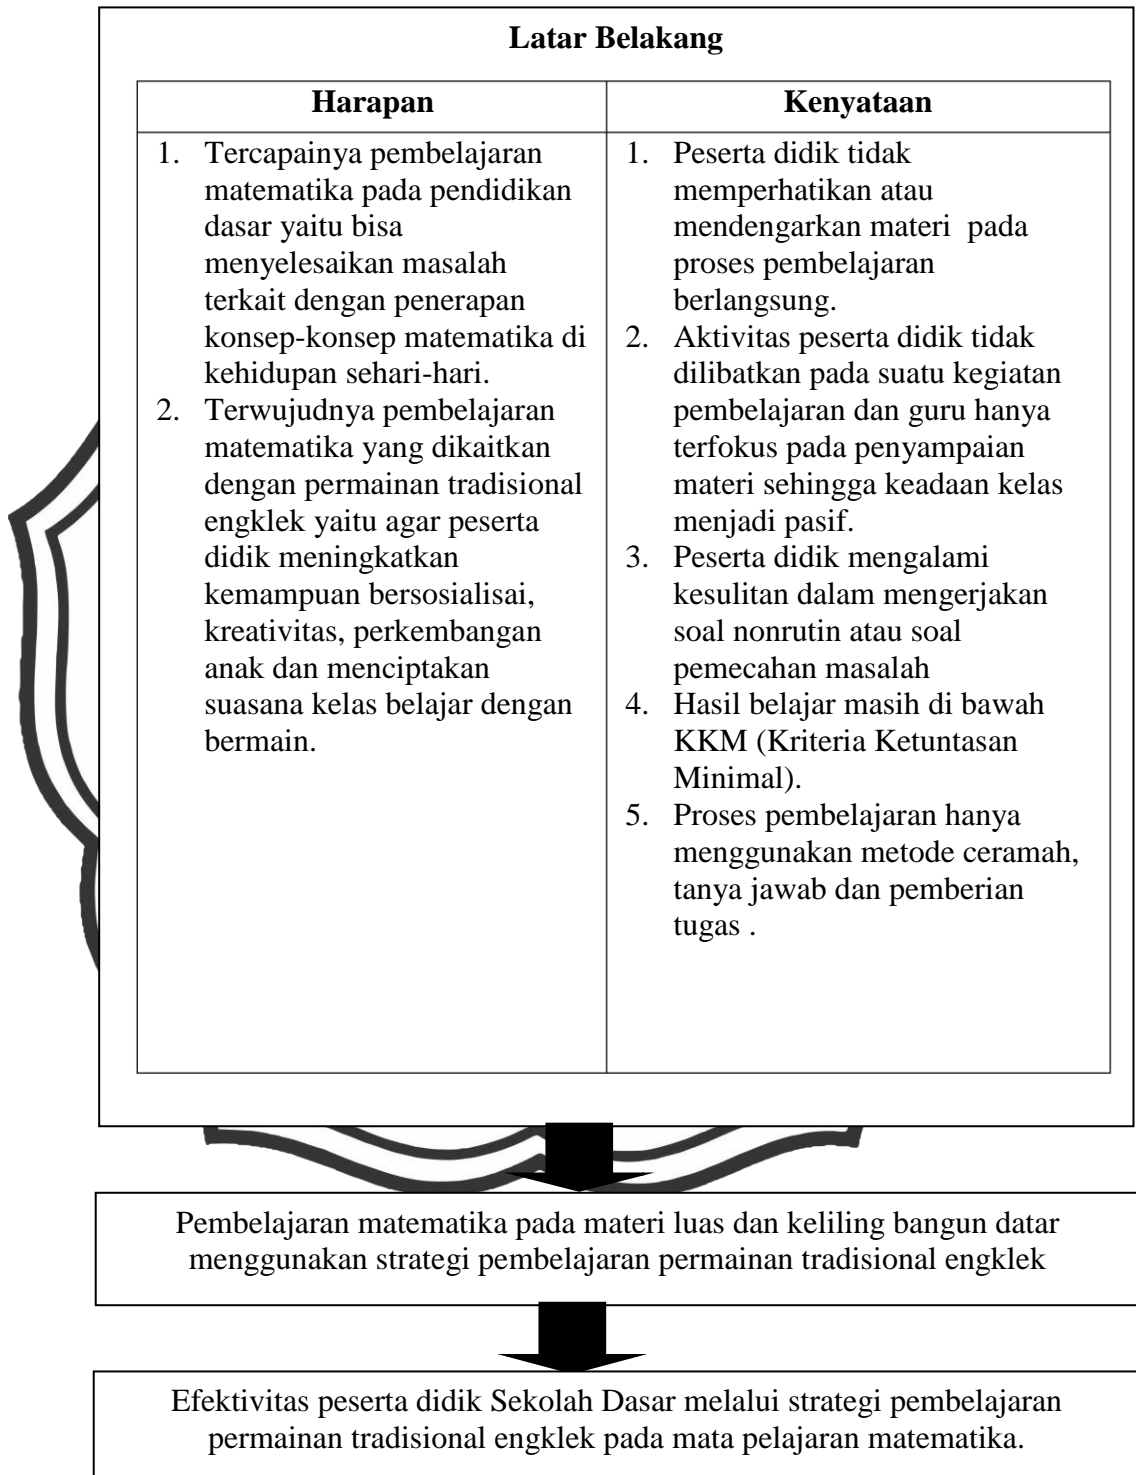 Latar Belakang
Harapan
1. Tercapainya pembelajaran
matematika pada pendidikan
dasar yaitu bisa
menyelesaikan masalah
terkait dengan penerapan
konsep-konsep matematika di
kehidupan sehari-hari.
2. Terwujudnya pembelajaran
matematika yang dikaitkan
dengan permainan tradisional
engklek yaitu agar peserta
didik meningkatkan
kemampuan bersosialisai,
kreativitas, perkembangan
anak dan menciptakan
suasana kelas belajar dengan
bermain.
Kenyataan
1. Peserta didik tidak
memperhatikan atau
mendengarkan materi pada
proses pembelajaran
berlangsung.
2. Aktivitas peserta didik tidak
dilibatkan pada suatu kegiatan
pembelajaran dan guru hanya
terfokus pada penyampaian
materi sehingga keadaan kelas
menjadi pasif.
3. Peserta didik mengalami
kesulitan dalam mengerjakan
soal nonrutin atau soal
pemecahan masalah
4. Hasil belajar masih di bawah
KKM (Kriteria Ketuntasan
Minimal).
5. Proses pembelajaran hanya
menggunakan metode ceramah,
tanya jawab dan pemberian
tugas .
Pembelajaran matematika pada materi luas dan keliling bangun datar
menggunakan strategi pembelajaran permainan tradisional engklek
Efektivitas peserta didik Sekolah Dasar melalui strategi pembelajaran
permainan tradisional engklek pada mata pelajaran matematika.